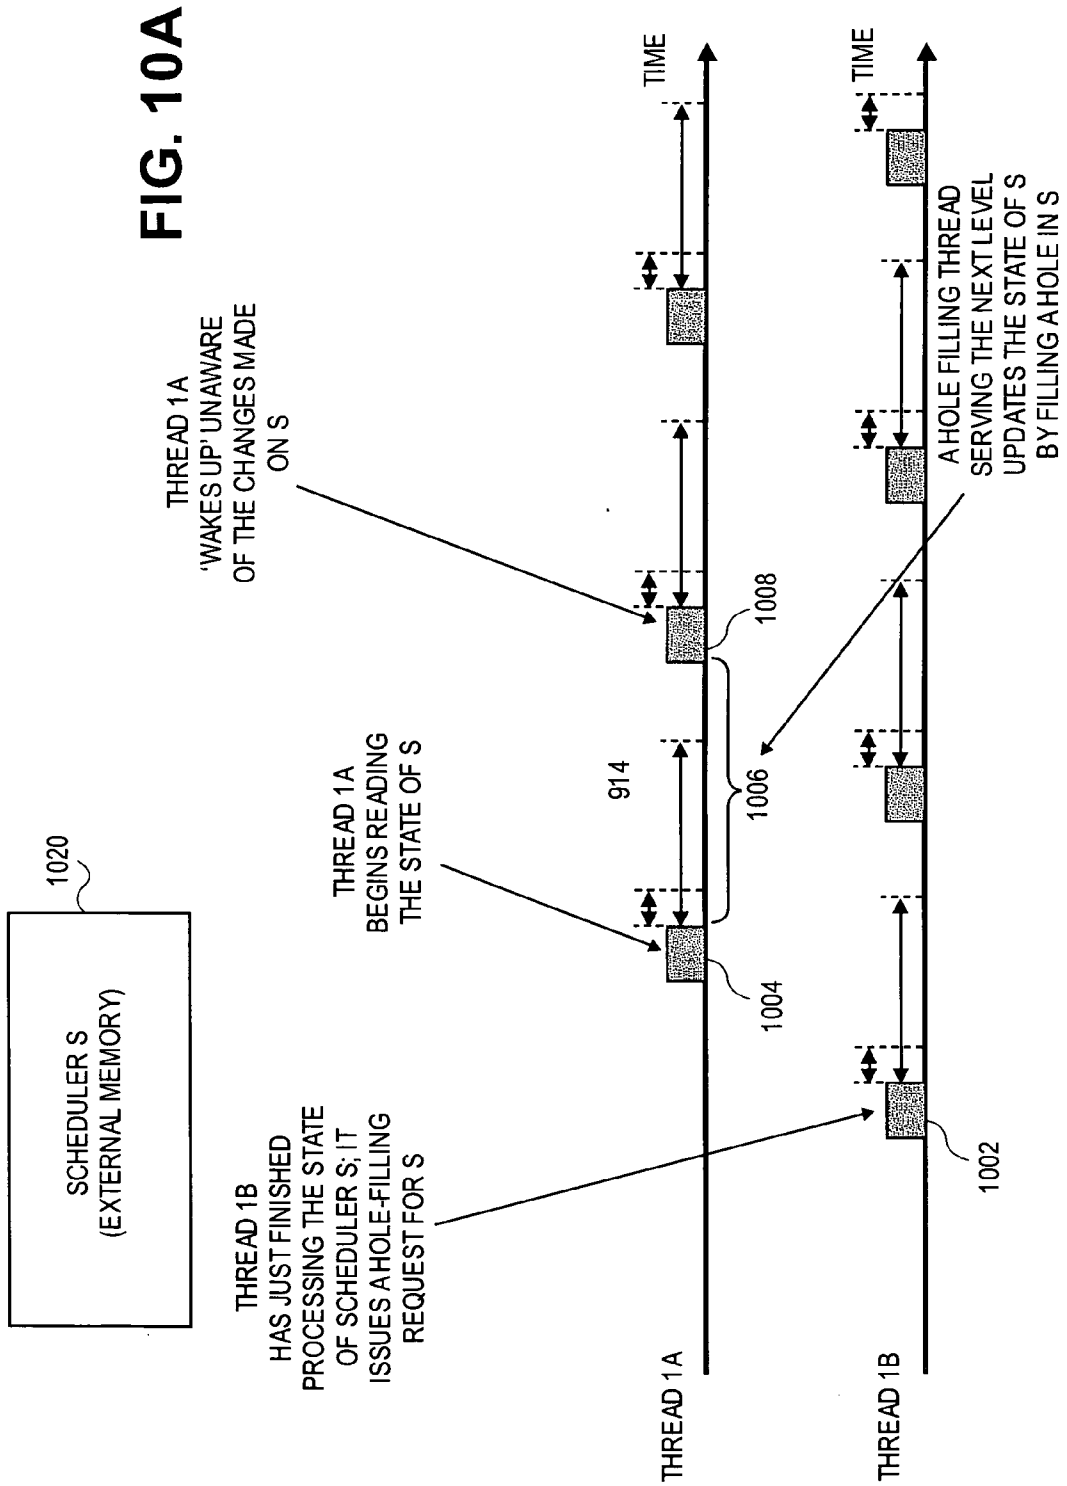 FIG. 10A
SCHEDULER S
(EXTERNAL MEMORY)
1020
THREAD 1B
HAS JUST FINISHED
PROCESSING THE STATE
OF SCHEDULER S; IT
ISSUES A HOLE-FILLING
REQUEST FOR S
THREAD 1A
BEGINS READING
THE STATE OF S
THREAD 1A
'WAKES UP' UNAWARE
OF THE CHANGES MADE
ON S
THREAD 1A
914
TIME
1004
1006
1008
THREAD 1B
TIME
1002
A HOLE FILLING THREAD
SERVING THE NEXT LEVEL
UPDATES THE STATE OF S
BY FILLING A HOLE IN S